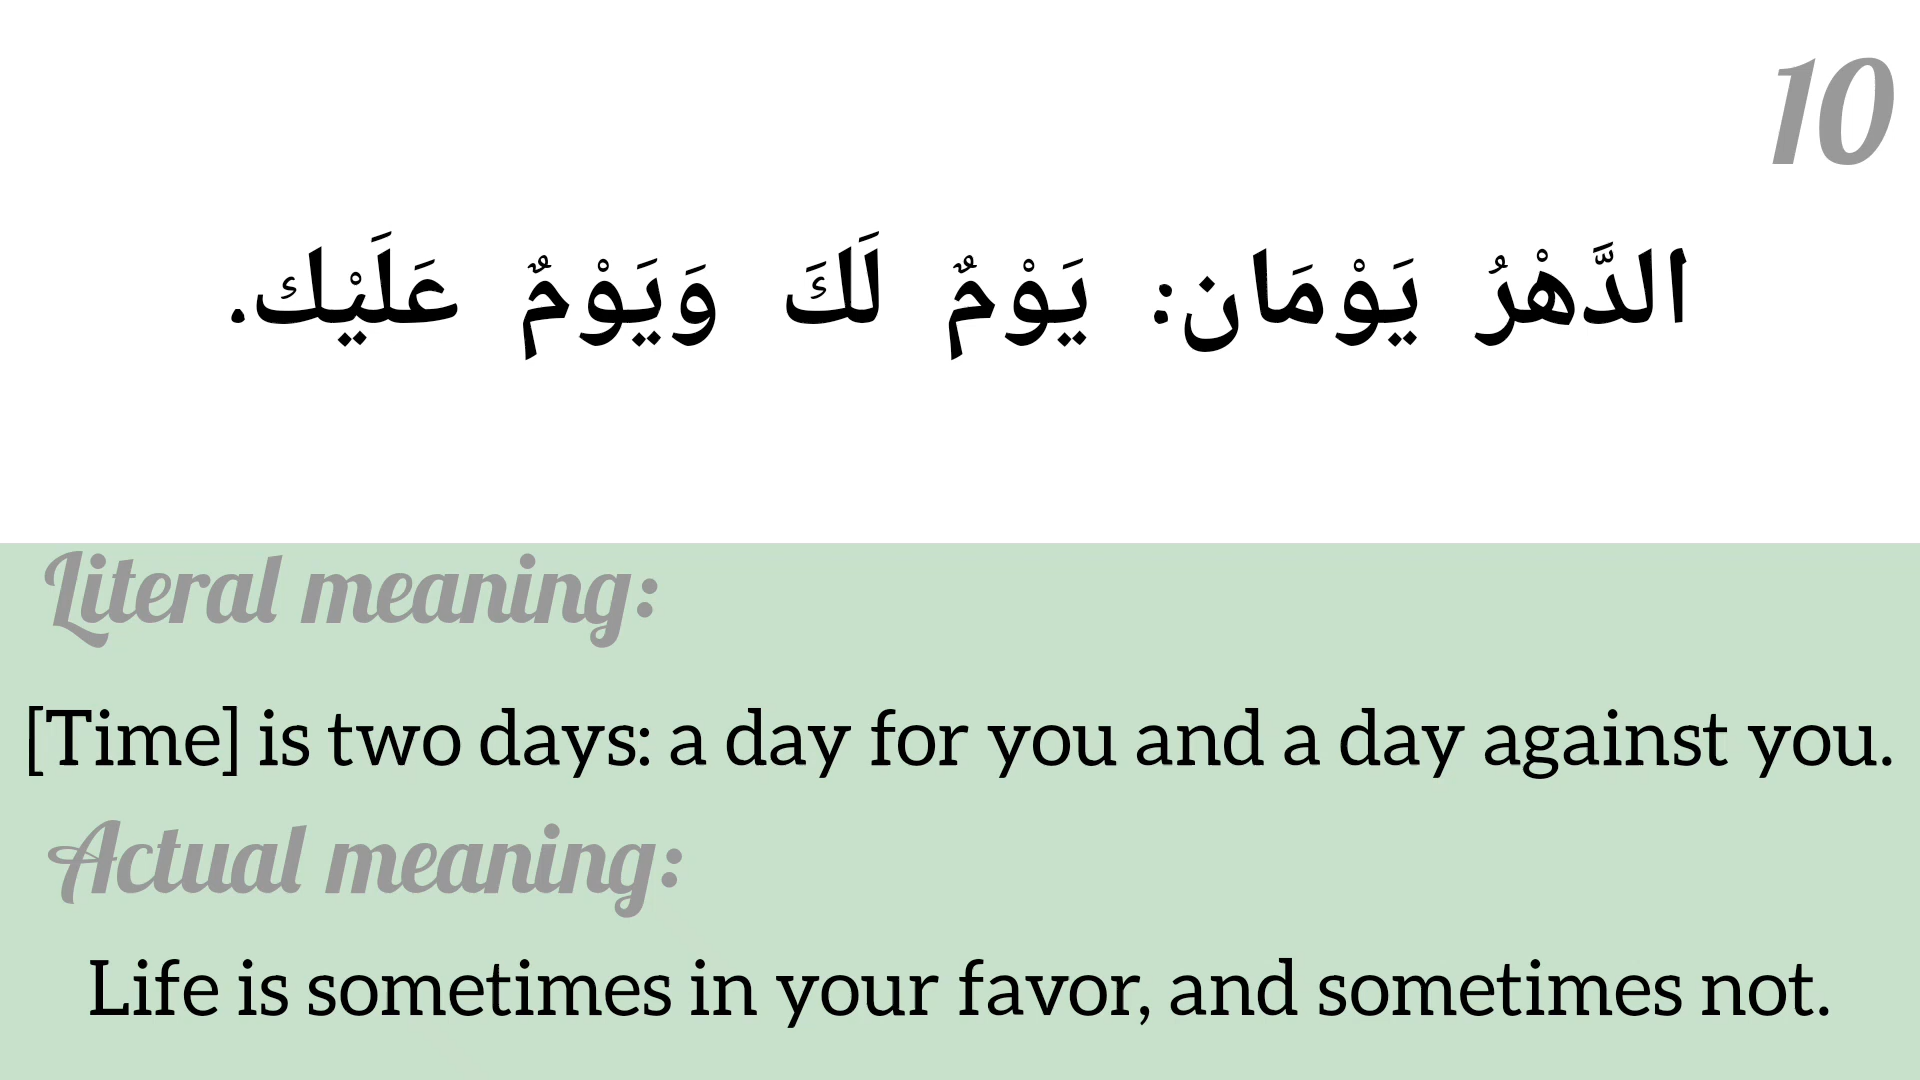 10
الدَّهْرُ يَوْمَان: يَوْمٌ لَكَ وَيَوْمٌ عَلَيْك.
Literal meaning:
[Time] is two days: a day for you and a day against you.
Actual meaning:
Life is sometimes in your favor, and sometimes not.